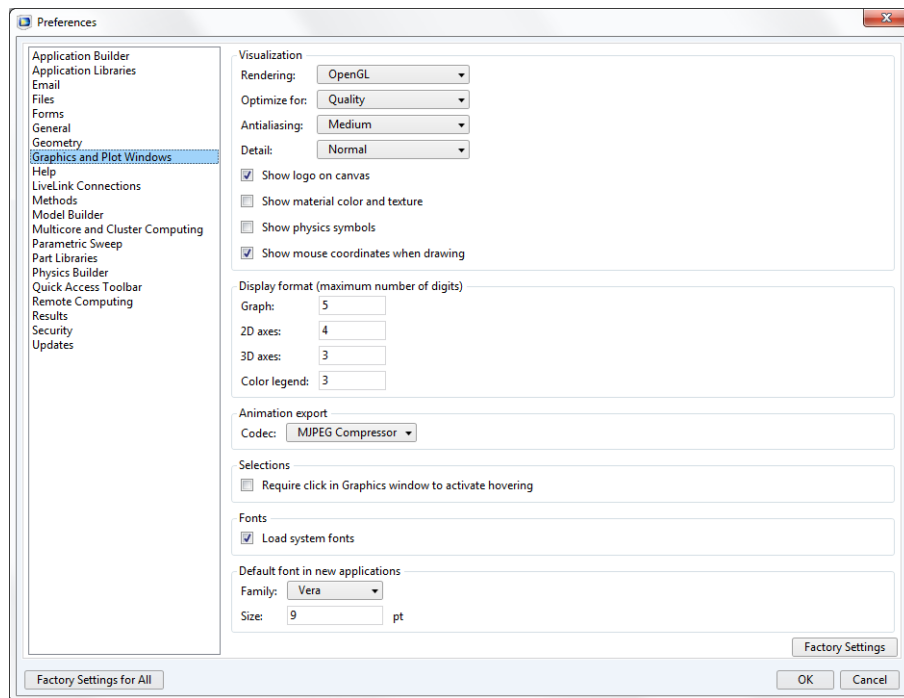 Preferences
Application Builder
Application Libraries
Email
Files
Forms
General
Geometry
Graphics and Plot Windows
Help
LiveLink Connections
Methods
Model Builder
Multicore and Cluster Computing
Parametric Sweep
Part Libraries
Physics Builder
Quick Access Toolbar
Remote Computing
Results
Security
Updates
Visualization
Rendering: OpenGL
Optimize for: Quality
Antialiasing: Medium
Detail: Normal
Show logo on canvas
Show material color and texture
Show physics symbols
Show mouse coordinates when drawing
Display format (maximum number of digits)
Graph: 5
2D axes: 4
3D axes: 3
Color legend: 3
Animation export
Codec: MJPEG Compressor
Selections
Require click in Graphics window to activate hovering
Fonts
Load system fonts
Default font in new applications
Family: Vera
Size: 9 pt
Factory Settings
Factory Settings for All
OK Cancel